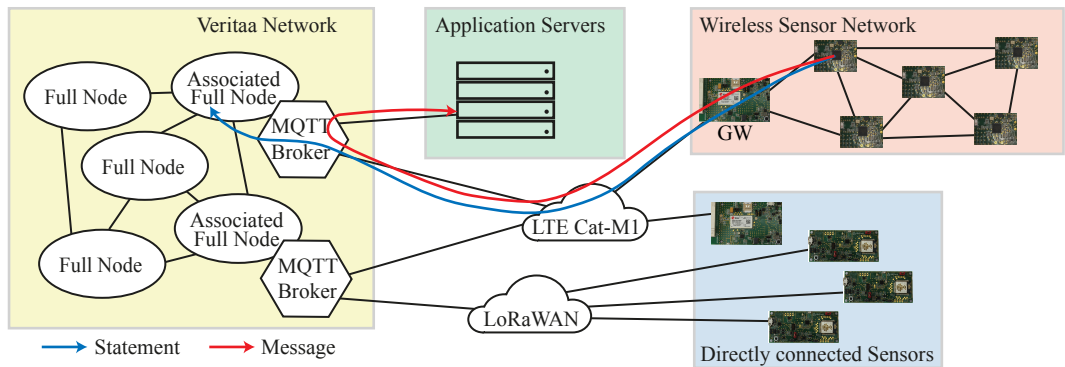 Veritaa Network
Application Servers
Wireless Sensor Network
Full Node
Associated
Full Node
MQTT
Broker
GW
Full Node
Associated
Full Node
LTE Cat-M1
Full Node
MQTT
Broker
LoRaWAN
Statement
Message
Directly connected Sensors